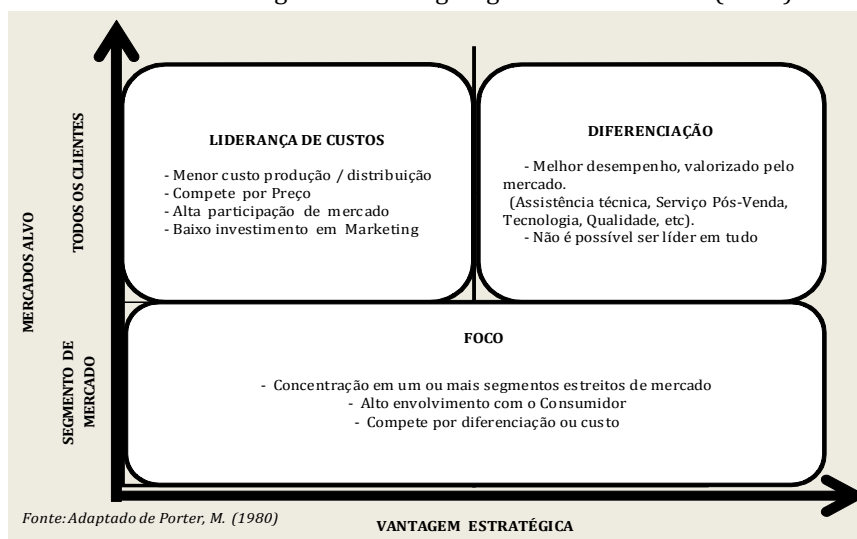 MERCADOS ALVO
TODOS OS CLIENTES
SEGMENTO DE
MERCADO
LIDERANÇA DE CUSTOS
- Menor custo produção / distribuição
- Compete por Preço
- Alta participação de mercado
- Baixo investimento em Marketing
DIFERENCIAÇÃO
- Melhor desempenho, valorizado pelo
mercado.
(Assistência técnica, Serviço Pós-Venda,
Tecnologia, Qualidade, etc).
- Não é possível ser líder em tudo
FOCO
- Concentração em um ou mais segmentos estreitos de mercado
- Alto envolvimento com o Consumidor
- Compete por diferenciação ou custo
Fonte: Adaptado de Porter, M. (1980)
VANTAGEM ESTRATÉGICA